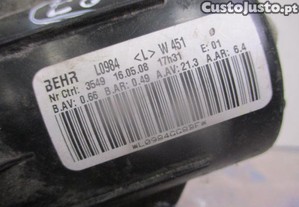 CustoJusto.pt
BEHR L0984 <L> W 451
Nr Ctrl: 3549 16.05.08 17h31 E: 01
B.AV: 0.66 B.AR: 0.49 A.AV: 21.3 A.AR: 6.4